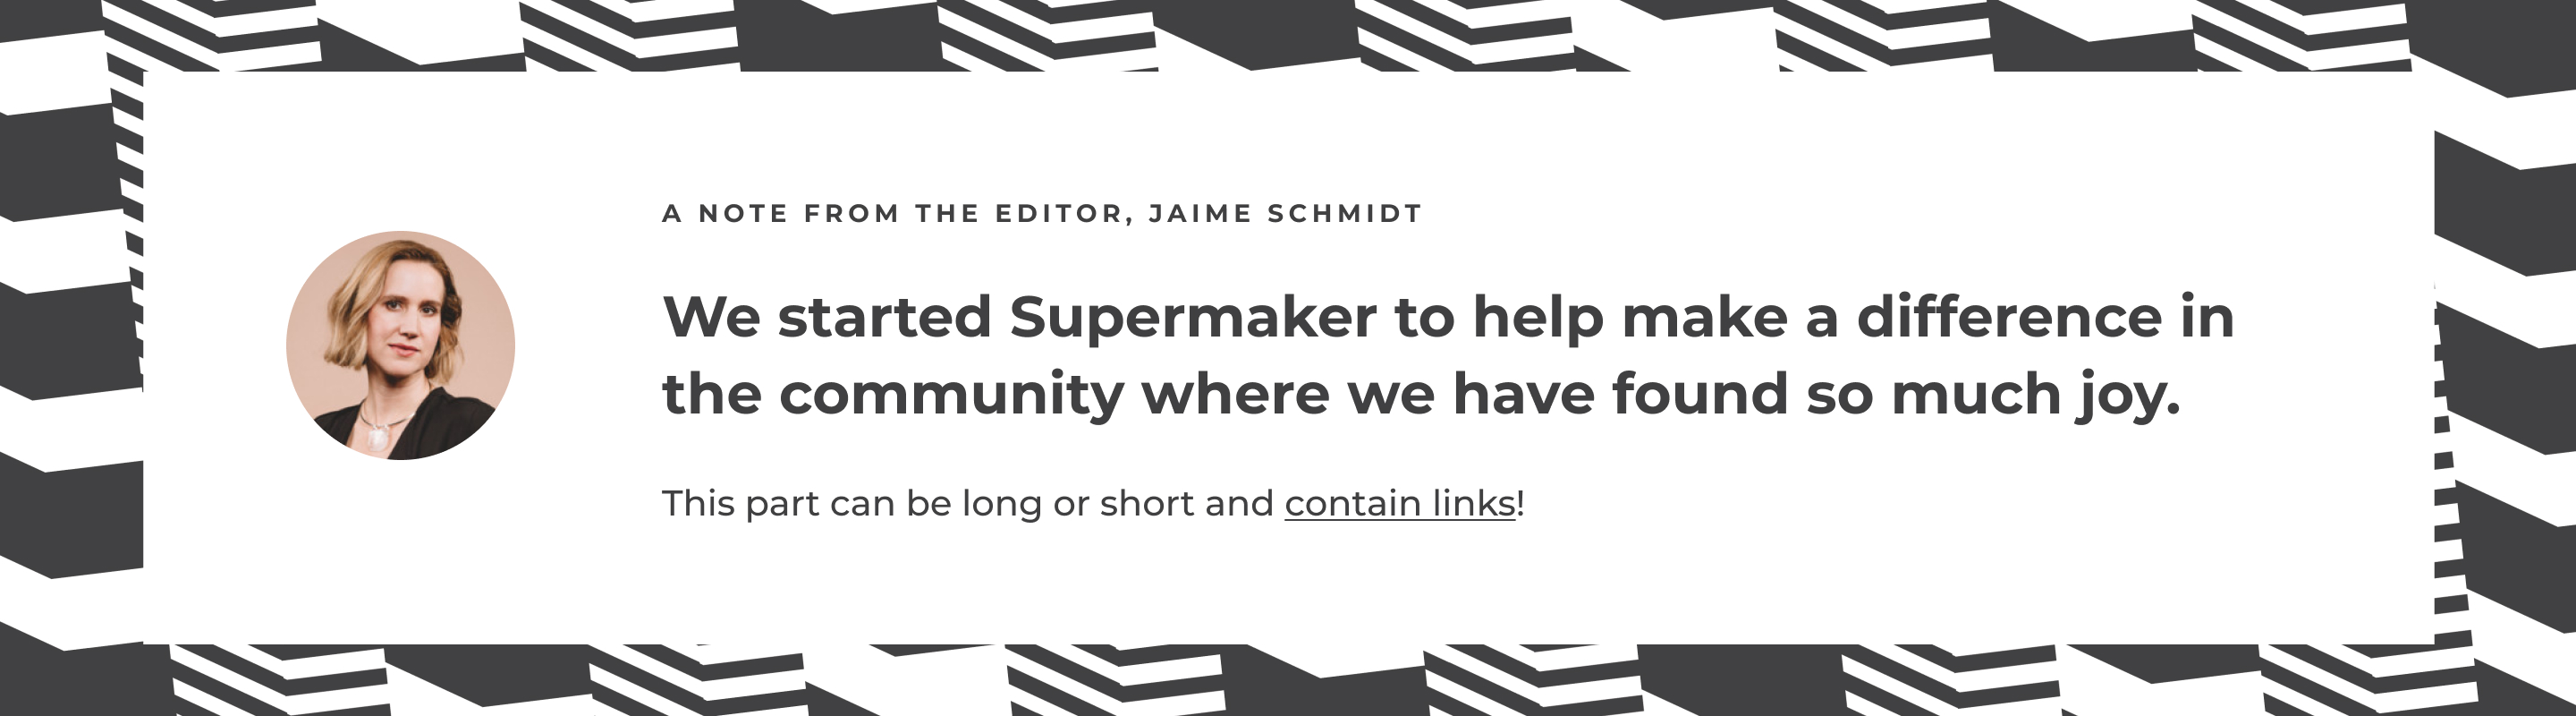 A NOTE FROM THE EDITOR, JAIME SCHMIDT
We started Supermaker to help make a difference in
the community where we have found so much joy.
This part can be long or short and contain links!